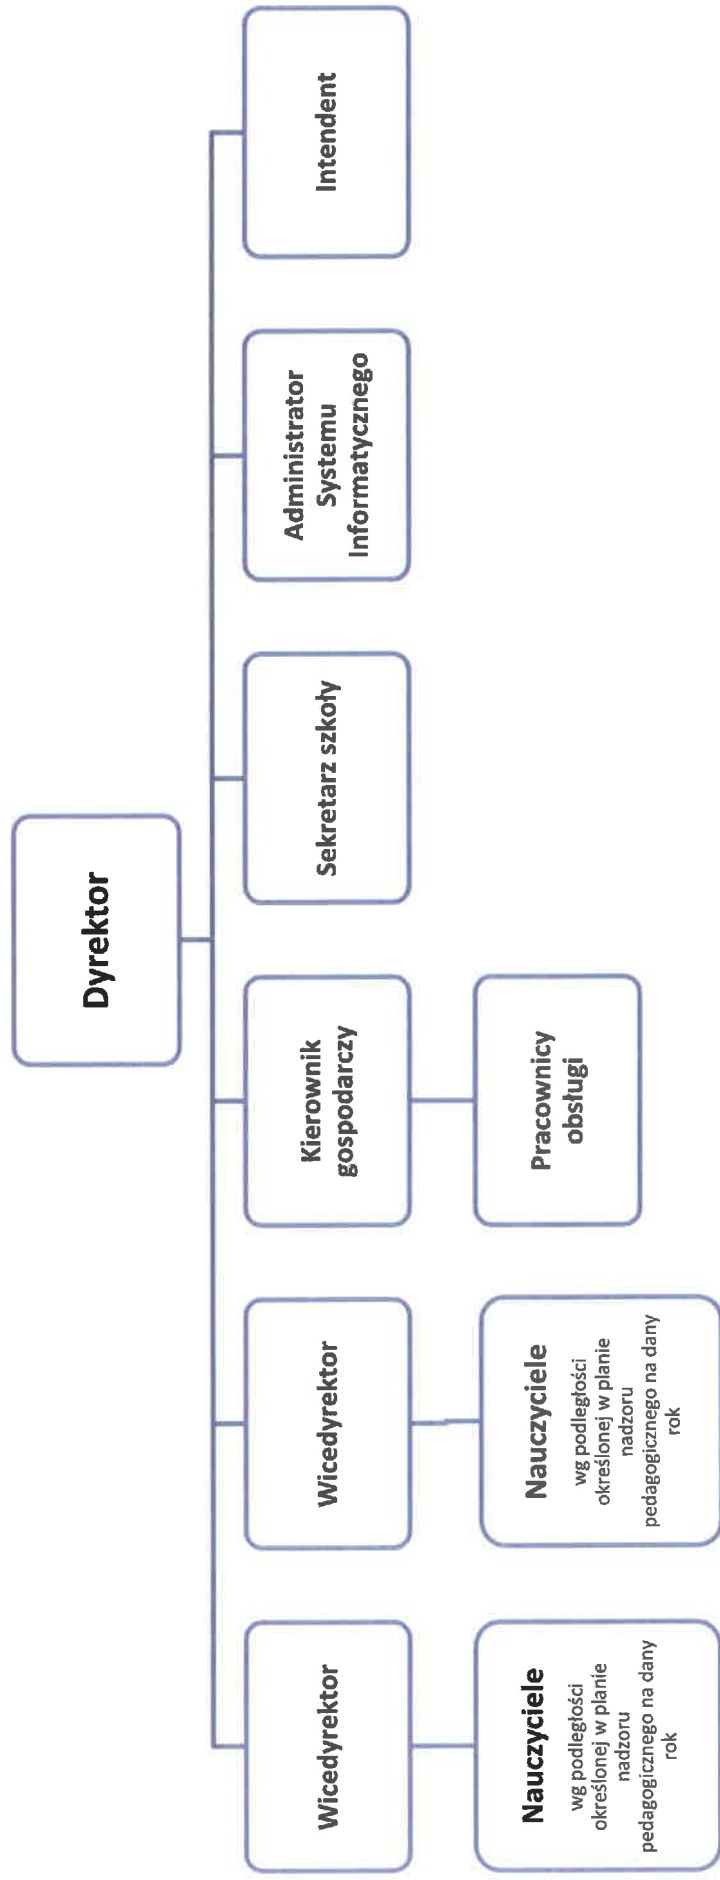 Dyrektor
Wicedyrektor
Wicedyrektor
Kierownik
gospodarczy
Sekretarz szkoły
Administrator
Systemu
Informatycznego
Intendent
Nauczyciele
wg podległości
określonej w planie
nadzoru
pedagogicznego na dany
rok
Nauczyciele
wg podległości
określonej w planie
nadzoru
pedagogicznego na dany
rok
Pracownicy
obsługi